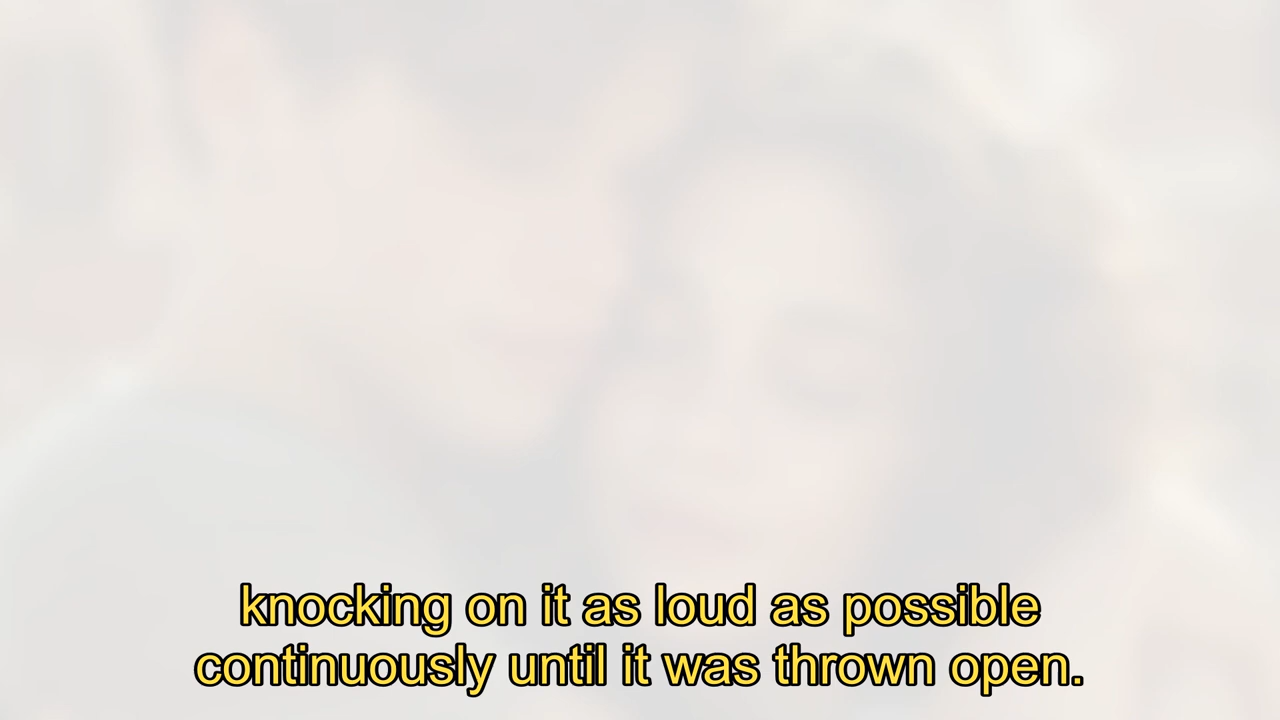 knocking on it as loud as possible
continuously until it was thrown open.